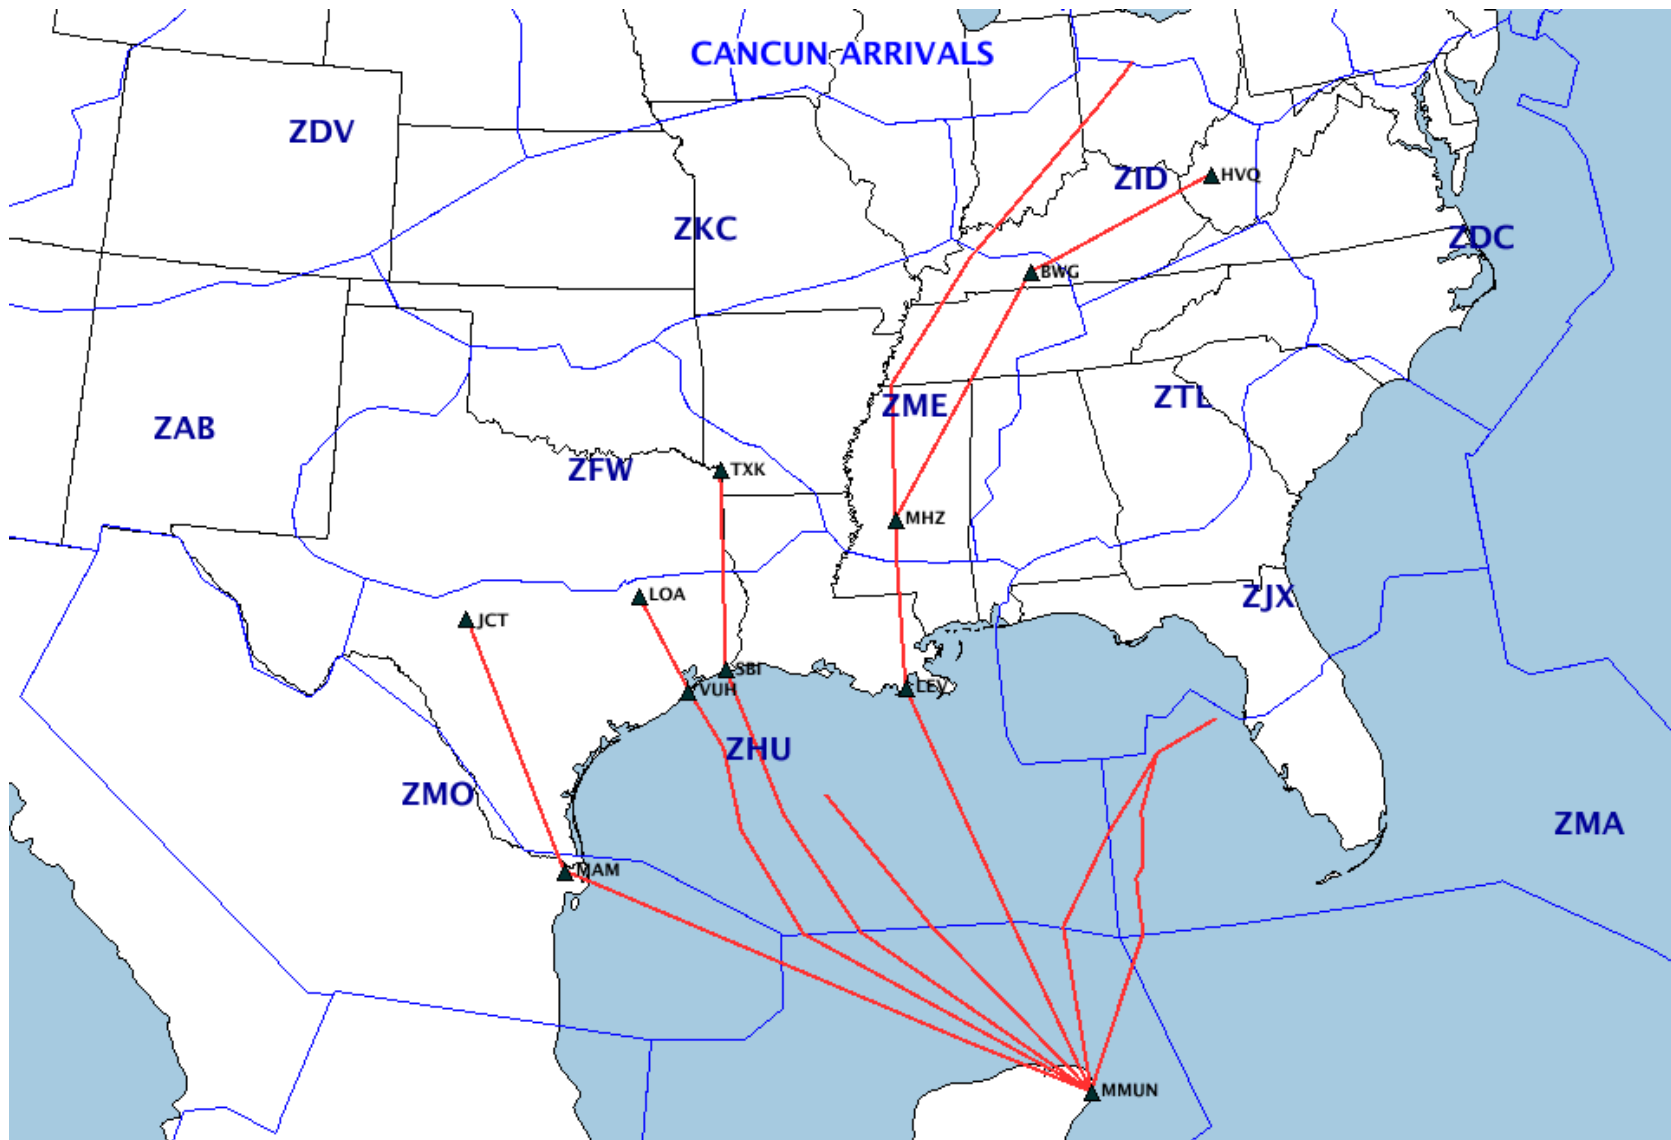 CANCUN ARRIVALS
ZDV
ZID
HVQ
ZKC
ZDC
BWG
ZAB
ZME
ZTL
ZFW
TXK
MHZ
LOA
ZJX
JCT
SBI
VUH
LEV
ZHU
ZMO
ZMA
MAM
MMUN